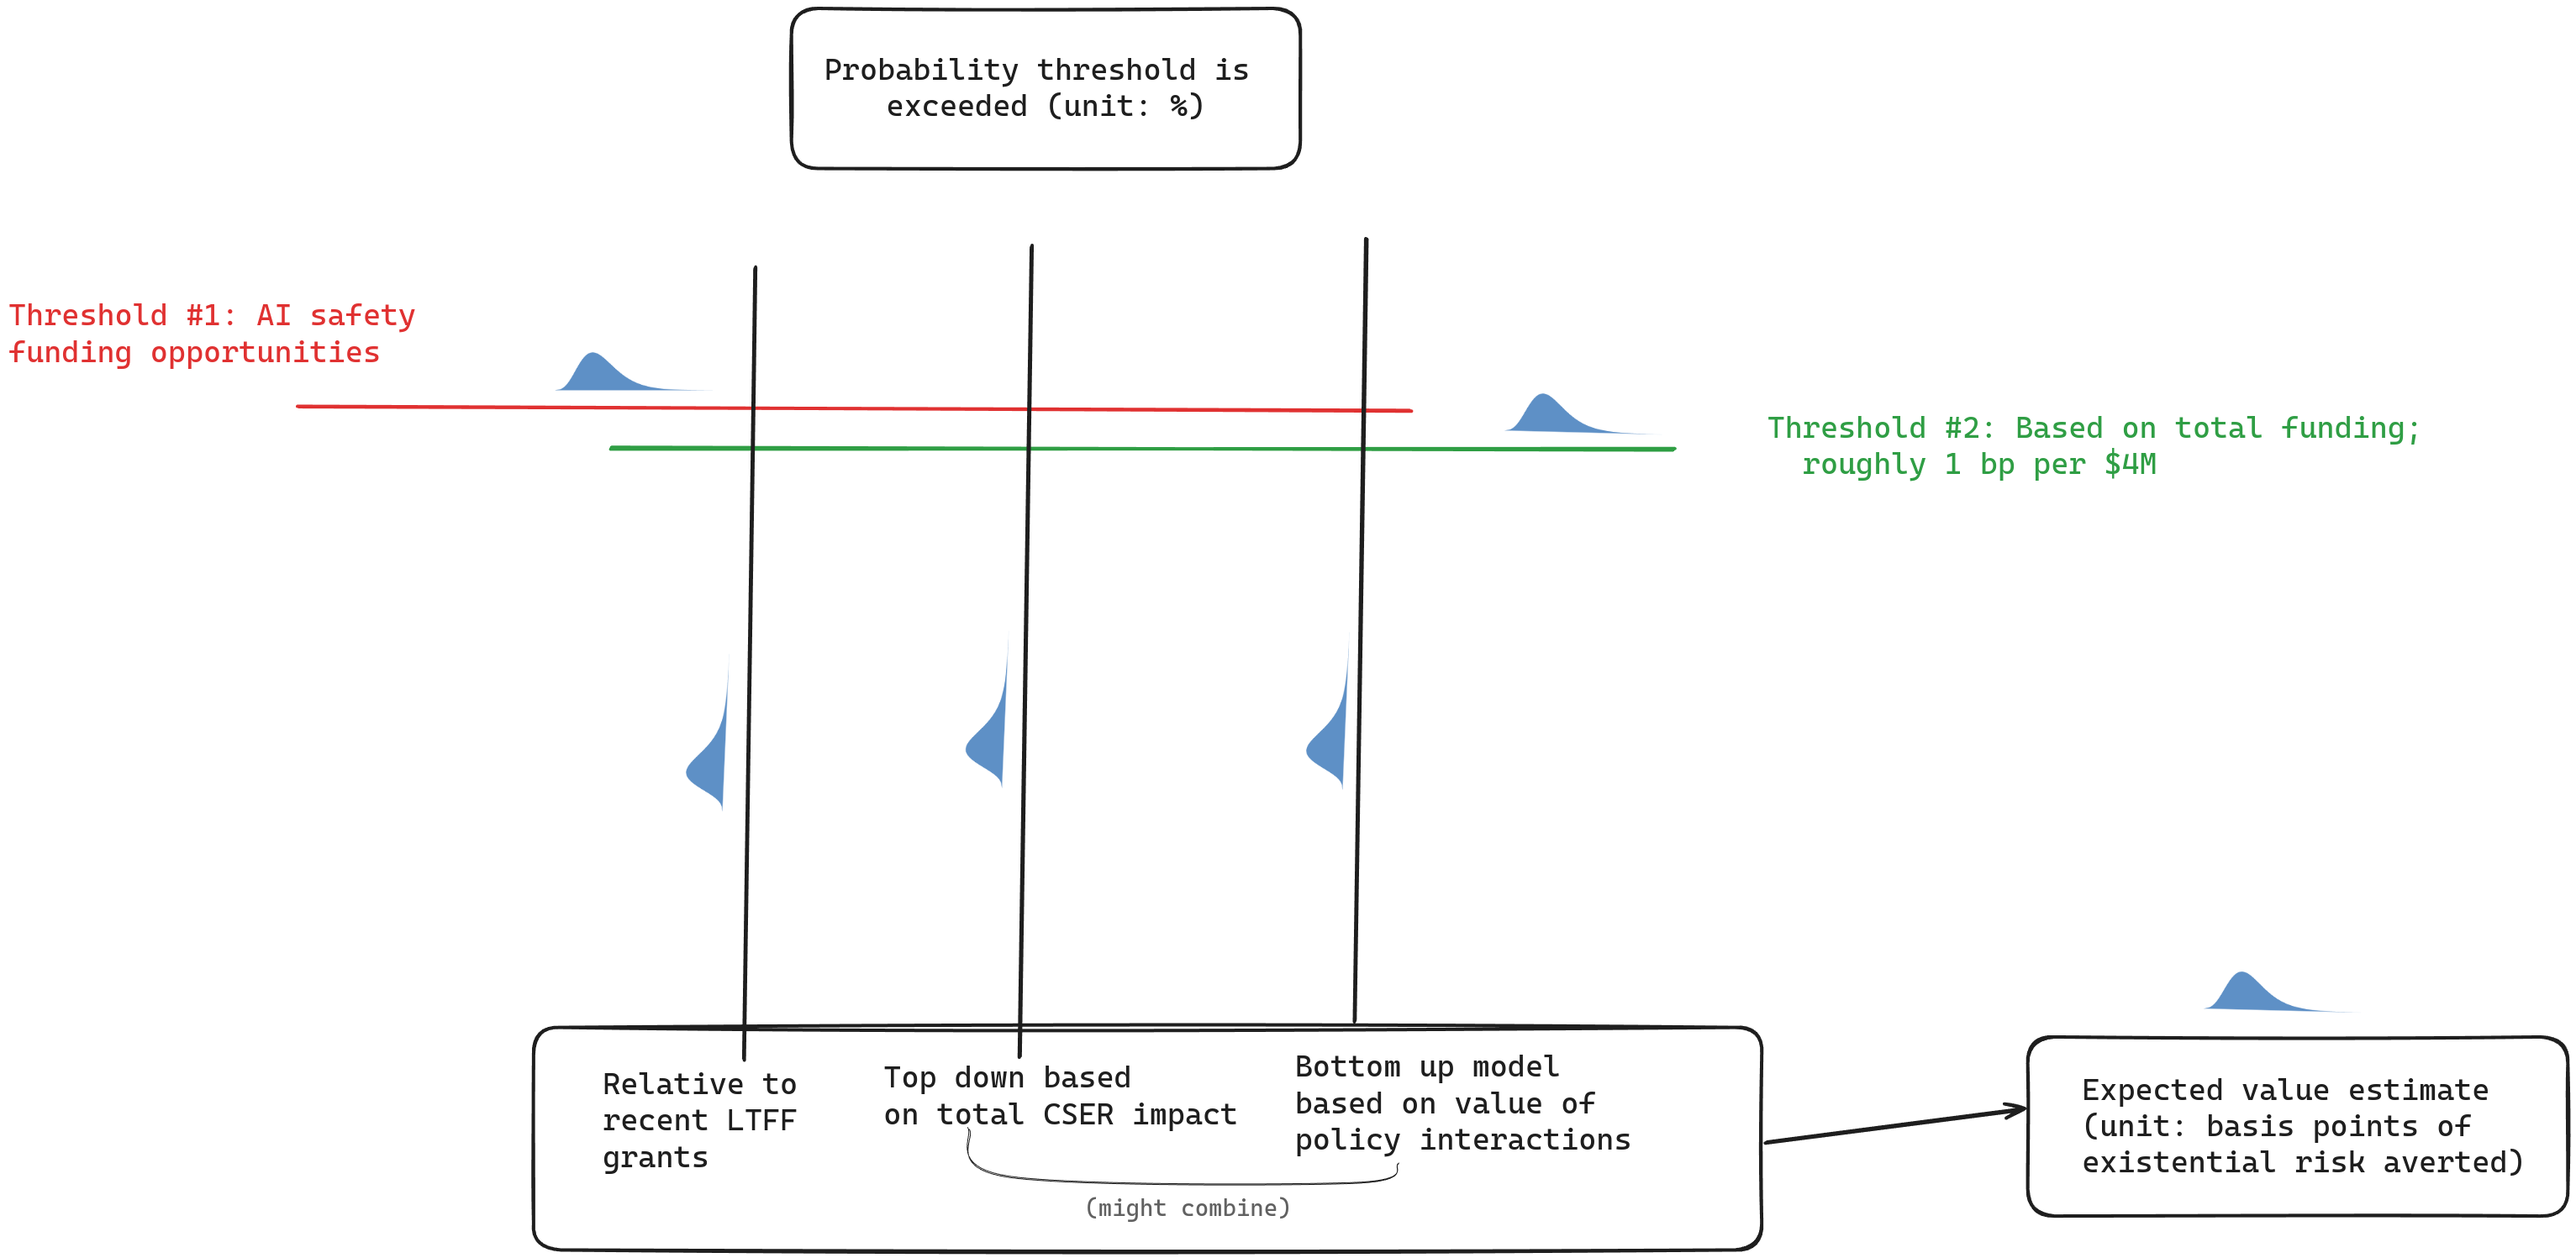 Probability threshold is
exceeded (unit: %)
Threshold #1: AI safety
funding opportunities
Threshold #2: Based on total funding;
roughly 1 bp per $4M
Relative to
recent LTFF
grants
Top down based
on total CSER impact
Bottom up model
based on value of
policy interactions
(might combine)
Expected value estimate
(unit: basis points of
existential risk averted)